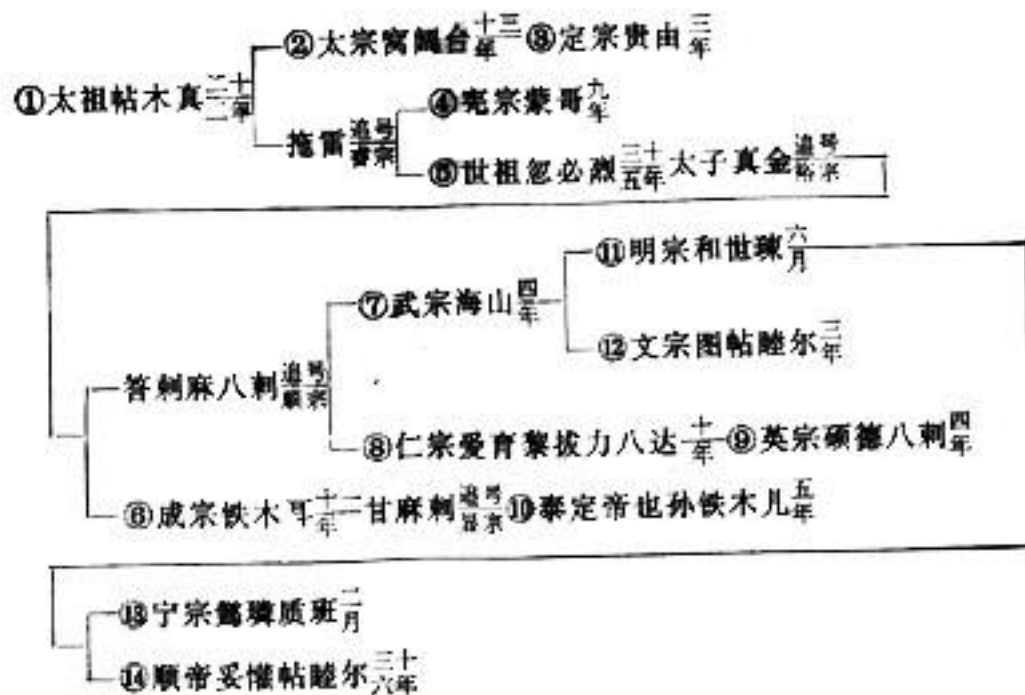 ②太宗窝阔台十三年 ③定宗贵由三年
①太祖帖木真二十二年
④宪宗蒙哥九年
拖雷追号睿宗
⑤世祖忽必烈三十五年 太子真金追号裕宗
⑪明宗和世㻋六月
⑦武宗海山四年
⑫文宗图帖睦尔三年
答剌麻八剌追号顺宗
⑧仁宗爱育黎拔力八达十年 ⑨英宗硕德八剌四年
⑥成宗铁木耳十二年 甘麻剌追号晋宗 ⑩泰定帝也孙铁木儿五年
⑬宁宗懿璘质班二月
⑭顺帝妥懽帖睦尔三十六年